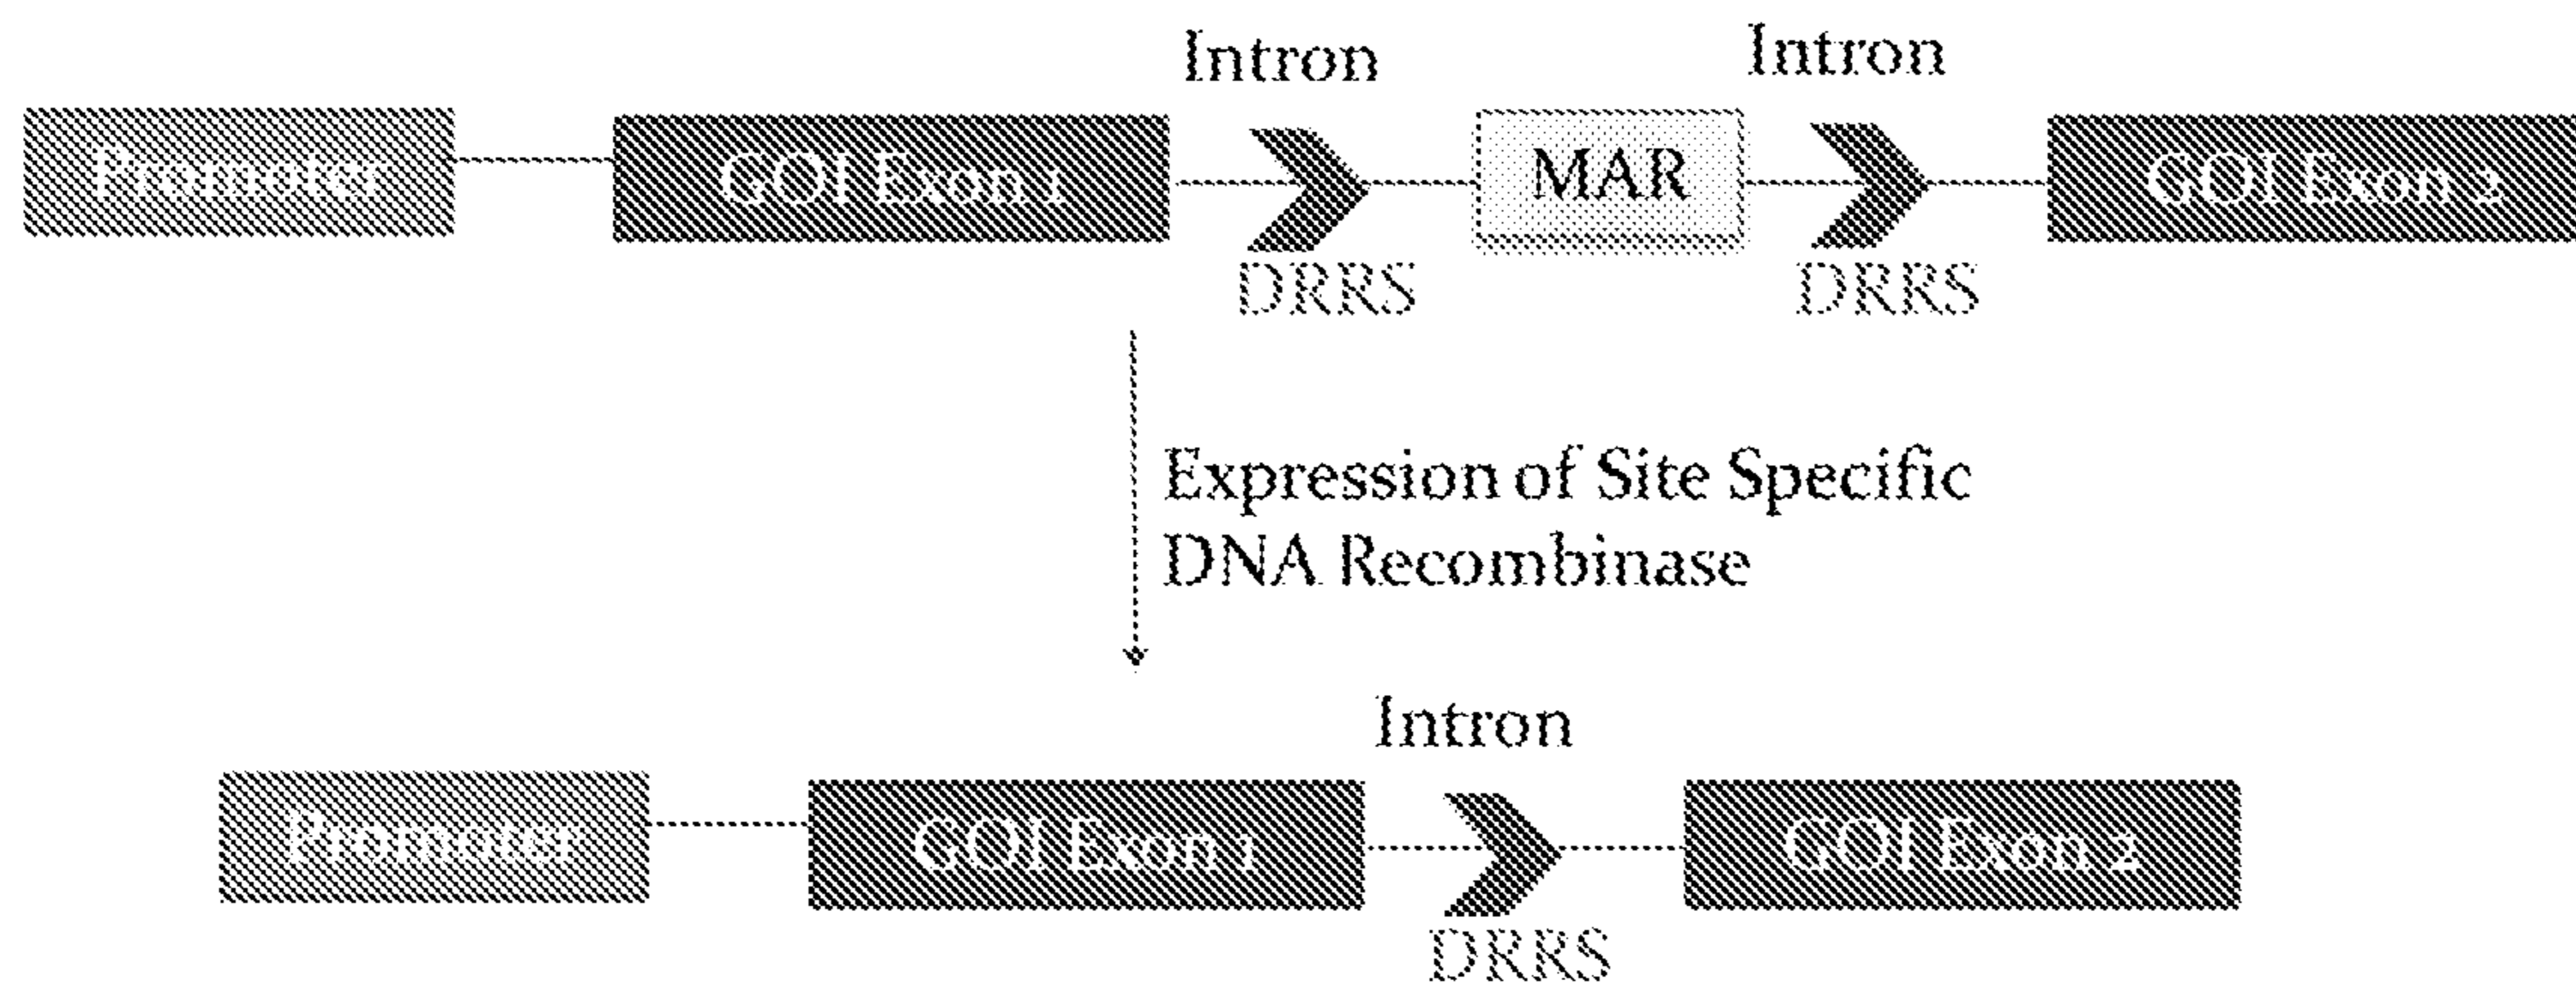 Intron Intron
Promoter GOI Exon 1 MAR GOI Exon 2
DRRS DRRS
Expression of Site Specific
DNA Recombinase
Intron
Promoter GOI Exon 1 GOI Exon 2
DRRS